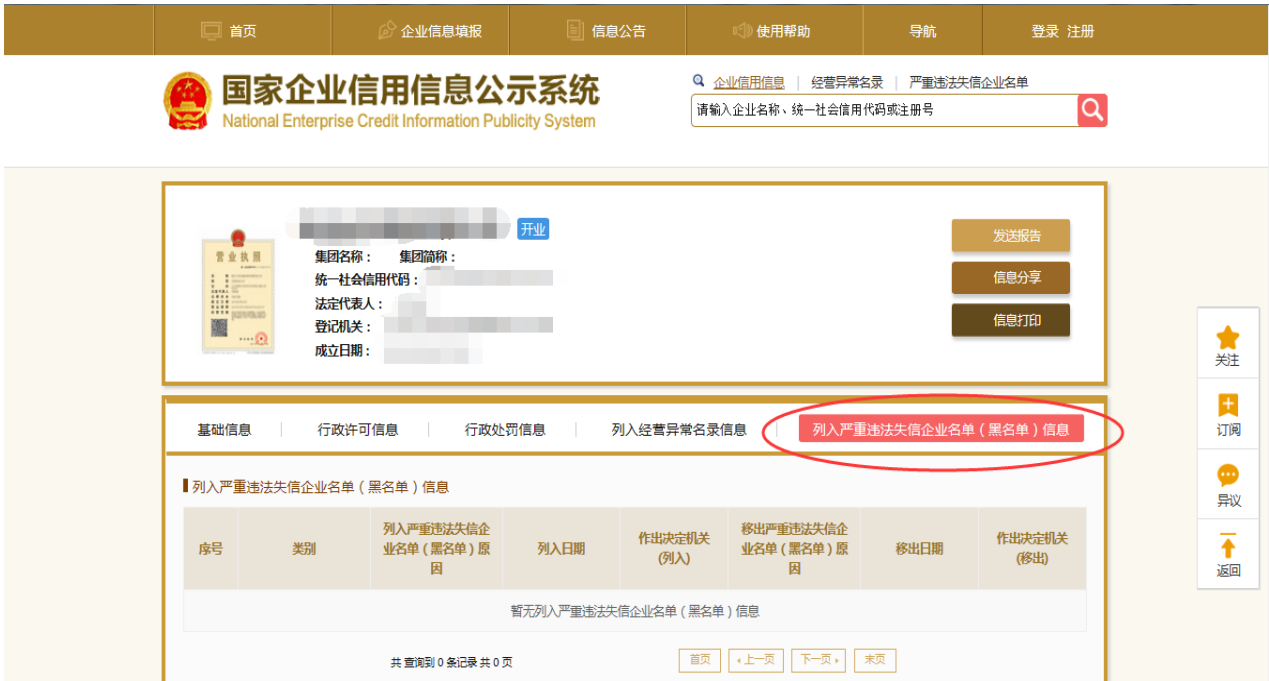 首页 企业信息填报 信息公告 使用帮助 导航 登录 注册
国家企业信用信息公示系统
National Enterprise Credit Information Publicity System
企业信用信息 | 经营异常名录 | 严重违法失信企业名单
请输入企业名称、统一社会信用代码或注册号
开业
营业执照
集团名称： 集团简称：
统一社会信用代码：
法定代表人：
登记机关：
成立日期：
发送报告
信息分享
信息打印
关注
订阅
异议
返回
基础信息 | 行政许可信息 | 行政处罚信息 | 列入经营异常名录信息 | 列入严重违法失信企业名单（黑名单）信息
列入严重违法失信企业名单（黑名单）信息
序号 类别 列入严重违法失信企业名单（黑名单）原因 列入日期 作出决定机关(列入) 移出严重违法失信企业名单（黑名单）原因 移出日期 作出决定机关(移出)
暂无列入严重违法失信企业名单（黑名单）信息
共 查询到 0 条记录 共 0 页 首页 上一页 下一页 末页